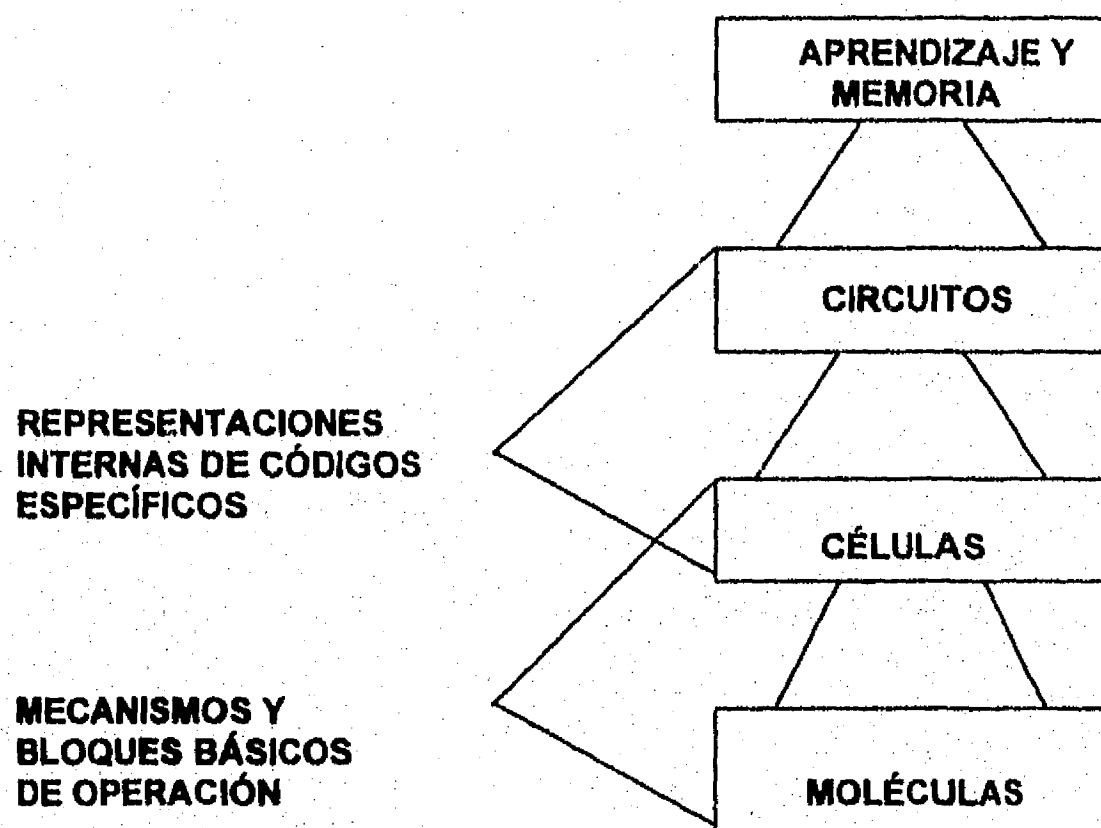 APRENDIZAJE Y
MEMORIA
CIRCUITOS
REPRESENTACIONES
INTERNAS DE CÓDIGOS
ESPECÍFICOS
CÉLULAS
MECANISMOS Y
BLOQUES BÁSICOS
DE OPERACIÓN
MOLÉCULAS